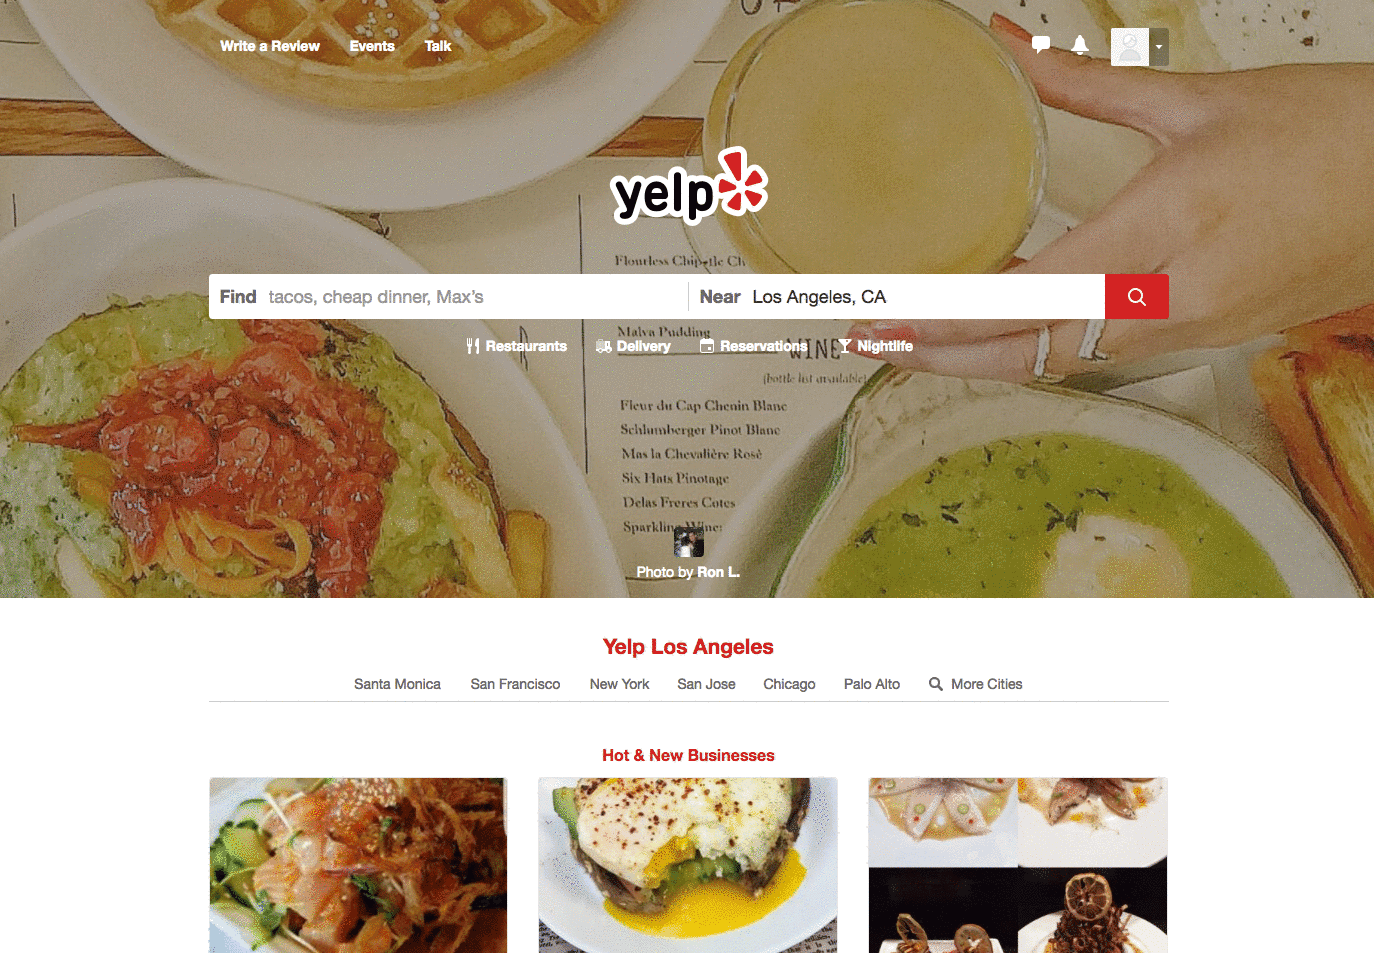 Write a Review Events Talk
yelp
Flourless Chipotle
Find tacos, cheap dinner, Max's Near Los Angeles, CA
Malva Pudding
Restaurants Delivery Reservations Nightlife
WINE
(bottle list available)
Fleur du Cap Chenin Blanc
Schlumberger Pinot Blanc
Mas la Chevalière Rosè
Six Hats Pinotage
Delas Freres Cotes
Sparkling Wine:
Photo by Ron L.
Yelp Los Angeles
Santa Monica San Francisco New York San Jose Chicago Palo Alto More Cities
Hot & New Businesses